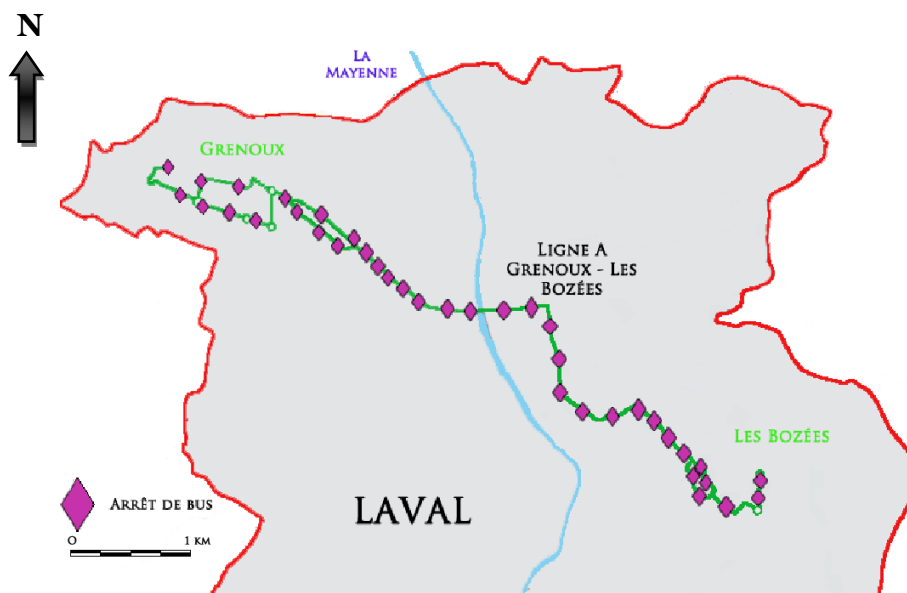 N
LA
MAYENNE
GRENOUX
LIGNE A
GRENOUX - LES
BOZÉES
LES BOZÉES
ARRÊT DE BUS
LAVAL
0 1 KM